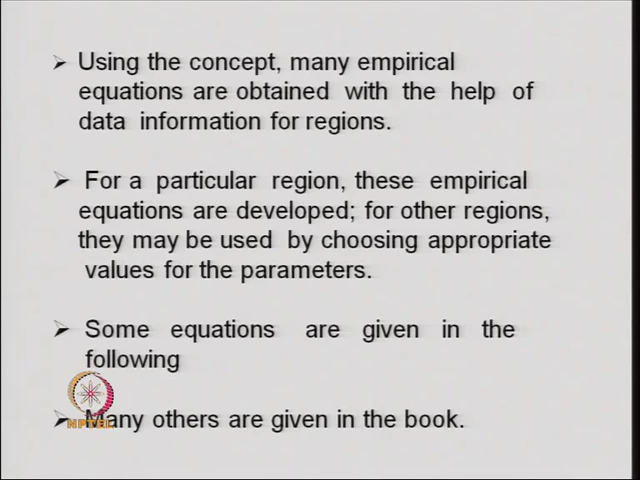 Using the concept, many empirical
equations are obtained with the help of
data information for regions.
For a particular region, these empirical
equations are developed; for other regions,
they may be used by choosing appropriate
values for the parameters.
Some equations are given in the
following
Many others are given in the book.
NPTEL